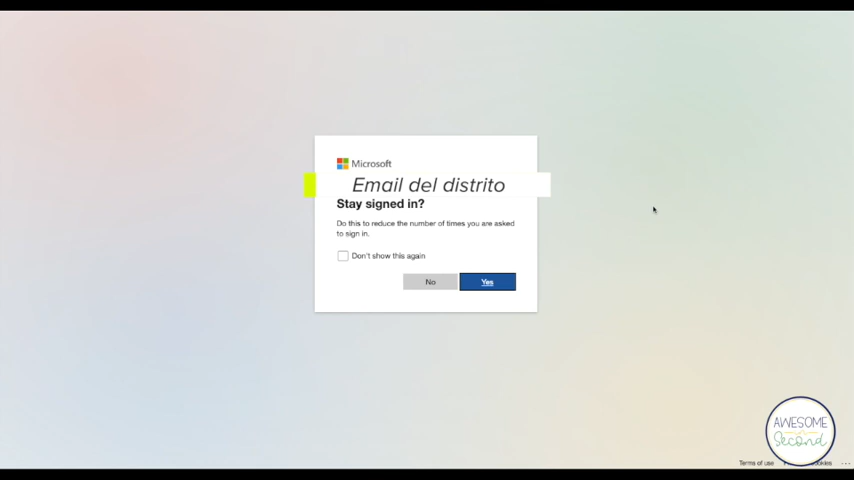 Microsoft
Email del distrito
Stay signed in?
Do this to reduce the number of times you are asked
to sign in.
Don't show this again
No
Yes
AWESOME
Second
Terms of use
cookies